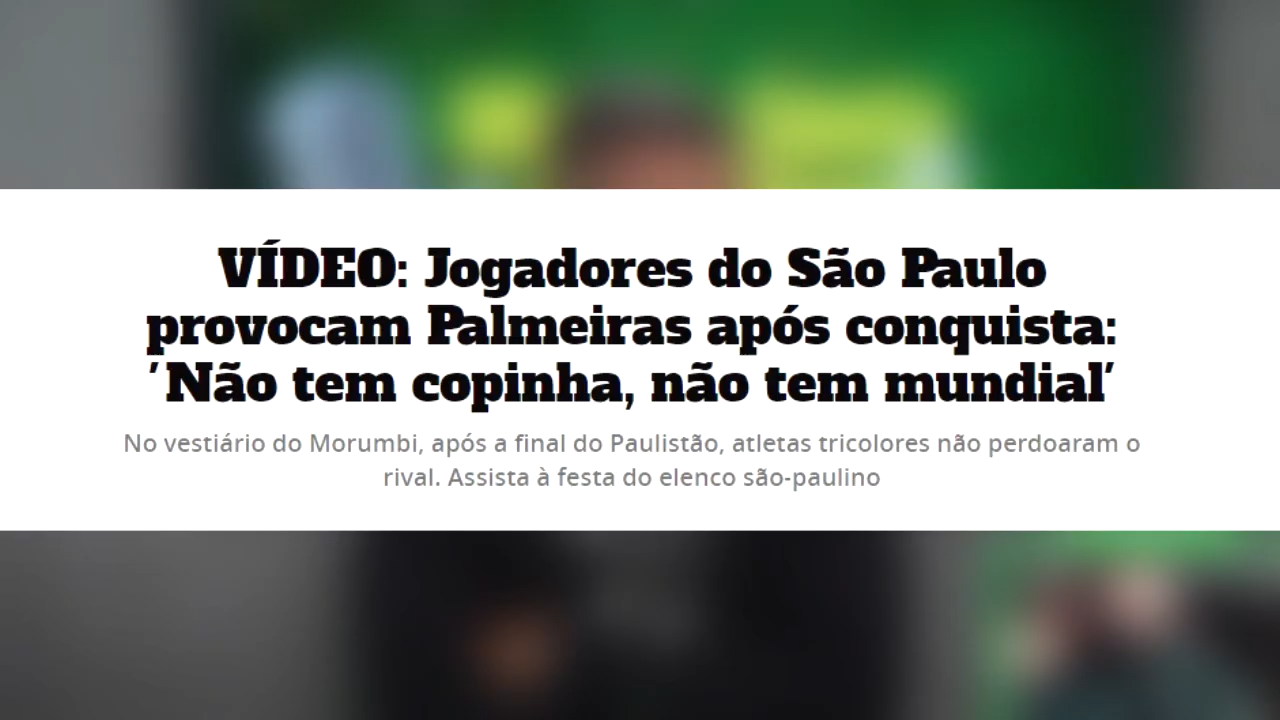 VÍDEO: Jogadores do São Paulo
provocam Palmeiras após conquista:
'Não tem copinha, não tem mundial'
No vestiário do Morumbi, após a final do Paulistão, atletas tricolores não perdoaram o
rival. Assista à festa do elenco são-paulino